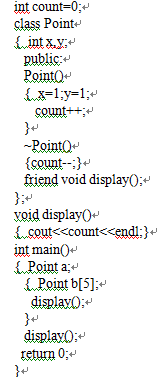 int count=0;
class Point
{ int x,y;
public:
Point()
{ x=1;y=1;
count++;
}
~Point()
{count--;}
friend void display();
};
void display()
{ cout<<count<<endl;}
int main()
{ Point a;
{ Point b[5];
display();
}
display();
return 0;
}